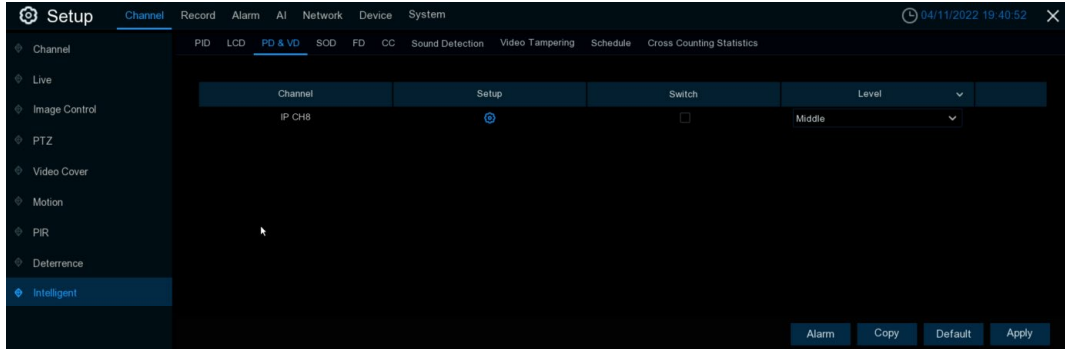 Setup Channel Record Alarm AI Network Device System 04/11/2022 19:40:52
PID LCD PD & VD SOD FD CC Sound Detection Video Tampering Schedule Cross Counting Statistics
Channel
Live
Image Control
PTZ
Video Cover
Motion
PIR
Deterrence
Intelligent
Channel Setup Switch Level
IP CH8 Middle
Alarm Copy Default Apply